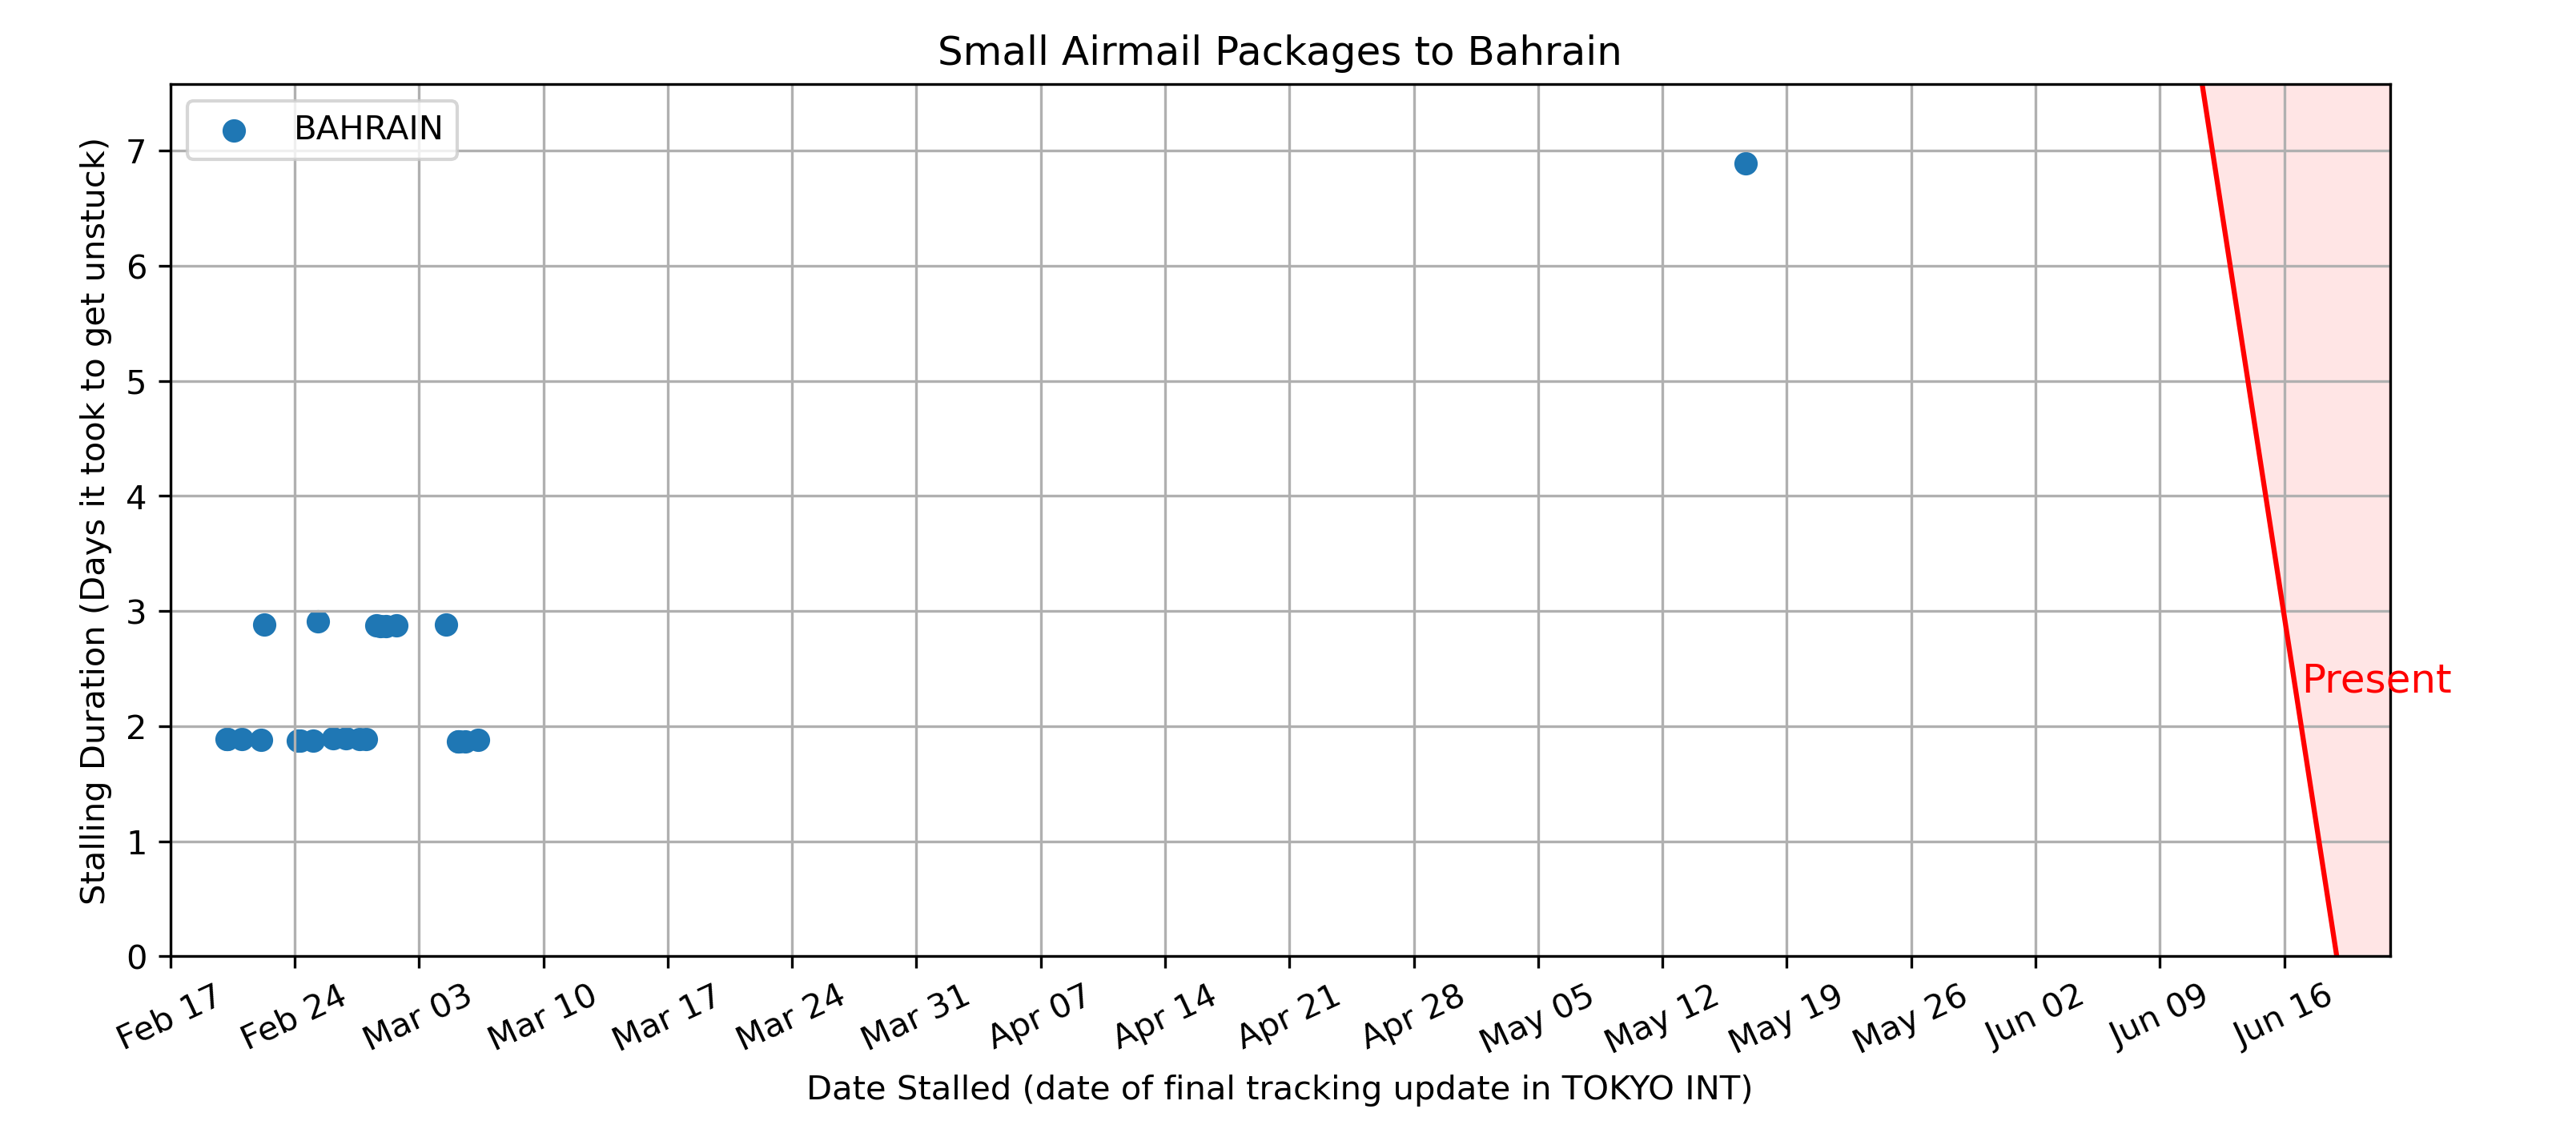 Small Airmail Packages to Bahrain
BAHRAIN
Stalling Duration (Days it took to get unstuck)
7
6
5
4
3
2
1
0
Present
Feb 17
Feb 24
Mar 03
Mar 10
Mar 17
Mar 24
Mar 31
Apr 07
Apr 14
Apr 21
Apr 28
May 05
May 12
May 19
May 26
Jun 02
Jun 09
Jun 16
Date Stalled (date of final tracking update in TOKYO INT)